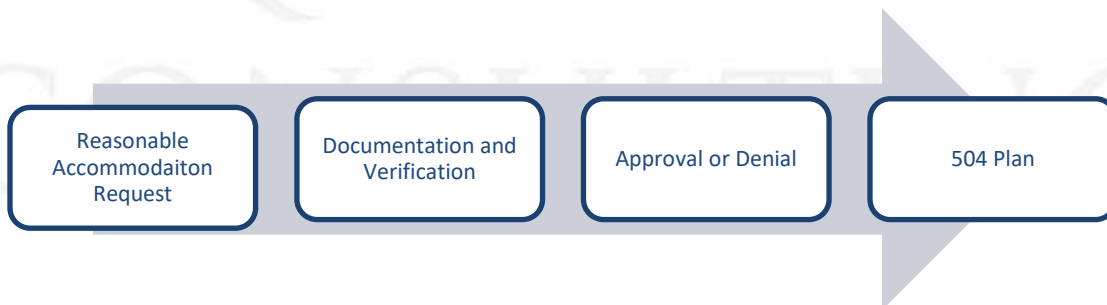 Reasonable
Accommodaiton
Request
Documentation and
Verification
Approval or Denial
504 Plan